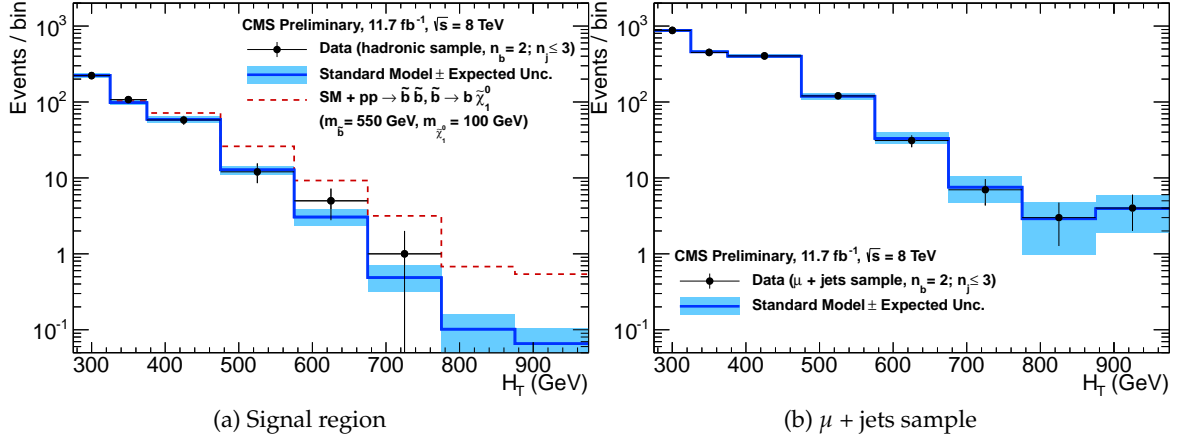 Events / bin
10³
10²
10
1
10⁻¹
CMS Preliminary, 11.7 fb⁻¹, √s = 8 TeV
Data (hadronic sample, n_b = 2; n_j ≤ 3)
Standard Model ± Expected Unc.
SM + pp → b̃ b̃, b̃ → b χ̃₁⁰
(m_b̃ = 550 GeV, m_χ̃₁⁰ = 100 GeV)
300 400 500 600 700 800 900
H_T (GeV)
(a) Signal region
Events / bin
10³
10²
10
1
10⁻¹
CMS Preliminary, 11.7 fb⁻¹, √s = 8 TeV
Data (μ + jets sample, n_b = 2; n_j ≤ 3)
Standard Model ± Expected Unc.
300 400 500 600 700 800 900
H_T (GeV)
(b) μ + jets sample